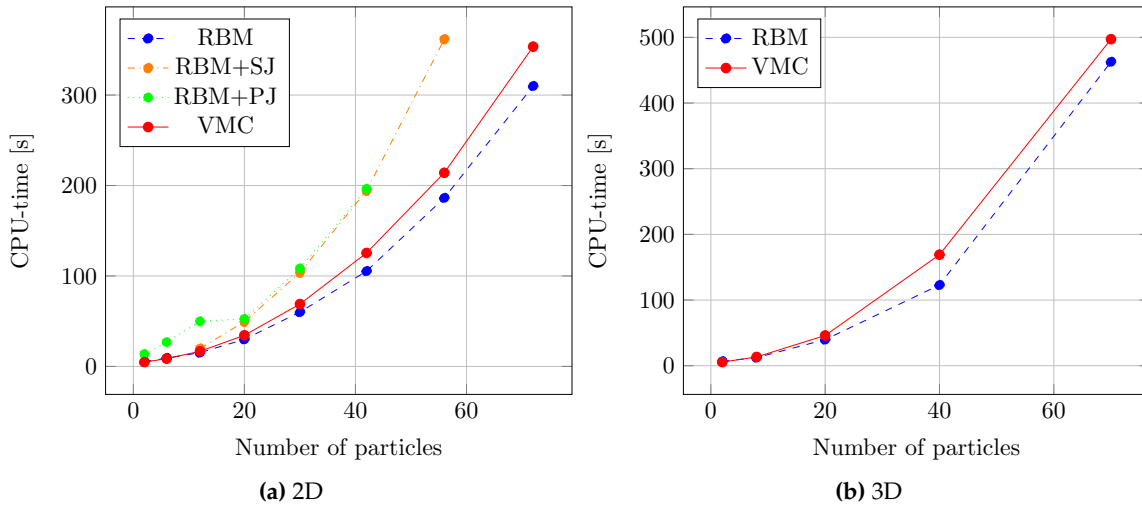 RBM
RBM+SJ
RBM+PJ
VMC
300
200
100
0
0
20
40
60
CPU-time [s]
Number of particles
(a) 2D
RBM
VMC
500
400
300
200
100
0
0
20
40
60
CPU-time [s]
Number of particles
(b) 3D